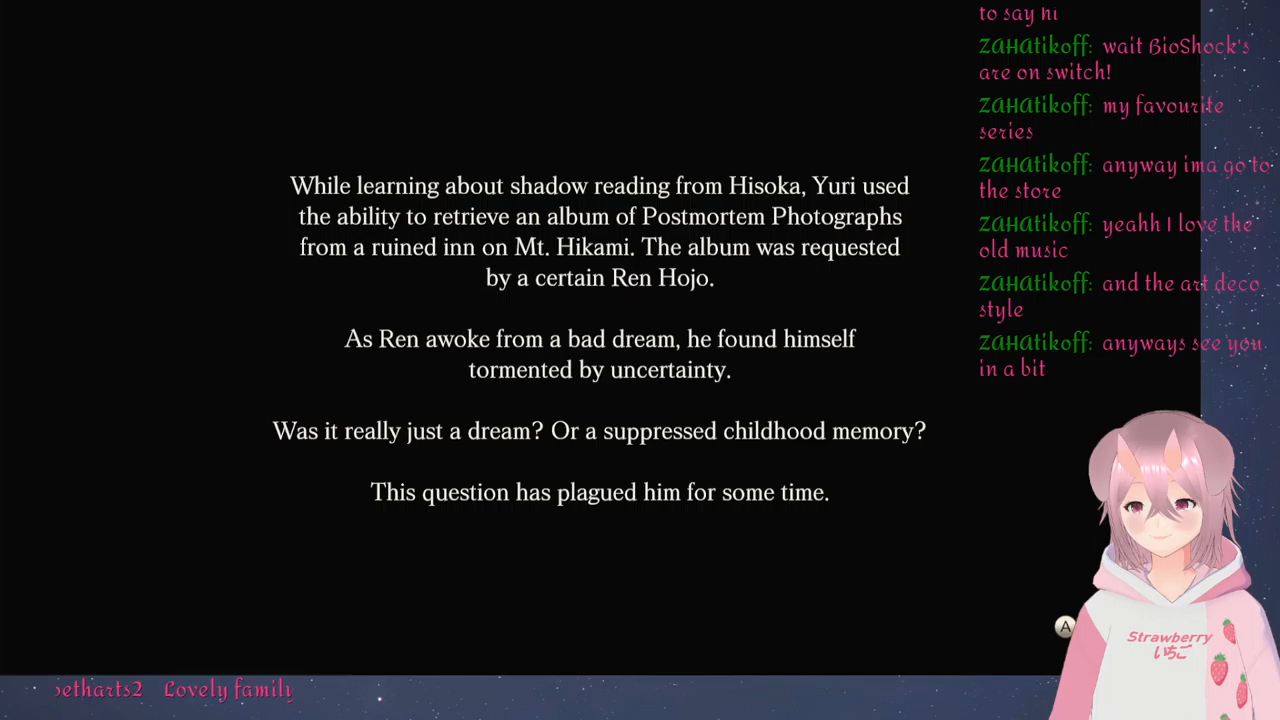 While learning about shadow reading from Hisoka, Yuri used
the ability to retrieve an album of Postmortem Photographs
from a ruined inn on Mt. Hikami. The album was requested
by a certain Ren Hojo.
As Ren awoke from a bad dream, he found himself
tormented by uncertainty.
Was it really just a dream? Or a suppressed childhood memory?
This question has plagued him for some time.
to say hi
zaHatikoff: wait BioShock's
are on switch!
zaHatikoff: my favourite
series
zaHatikoff: anyway ima go to
the store
zaHatikoff: yeahh I love the
old music
zaHatikoff: and the art deco
style
zaHatikoff: anyways see you
in a bit
A
Strawberry
いちご
setharts2 Lovely family